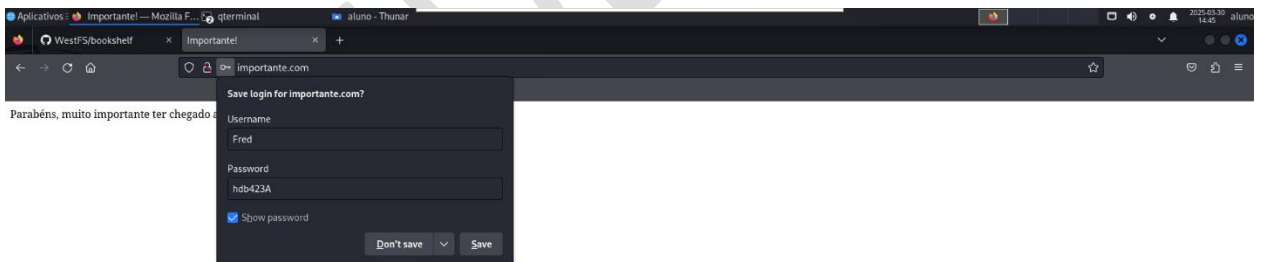 Aplicativos Importante! — Mozilla F... qterminal aluno - Thunar 2025-03-30 14:45 aluno
WestFS/bookshelf Importante!
importante.com
Save login for importante.com?
Parabéns, muito importante ter chegado a
Username
Fred
Password
hdb423A
Show password
Don't save Save